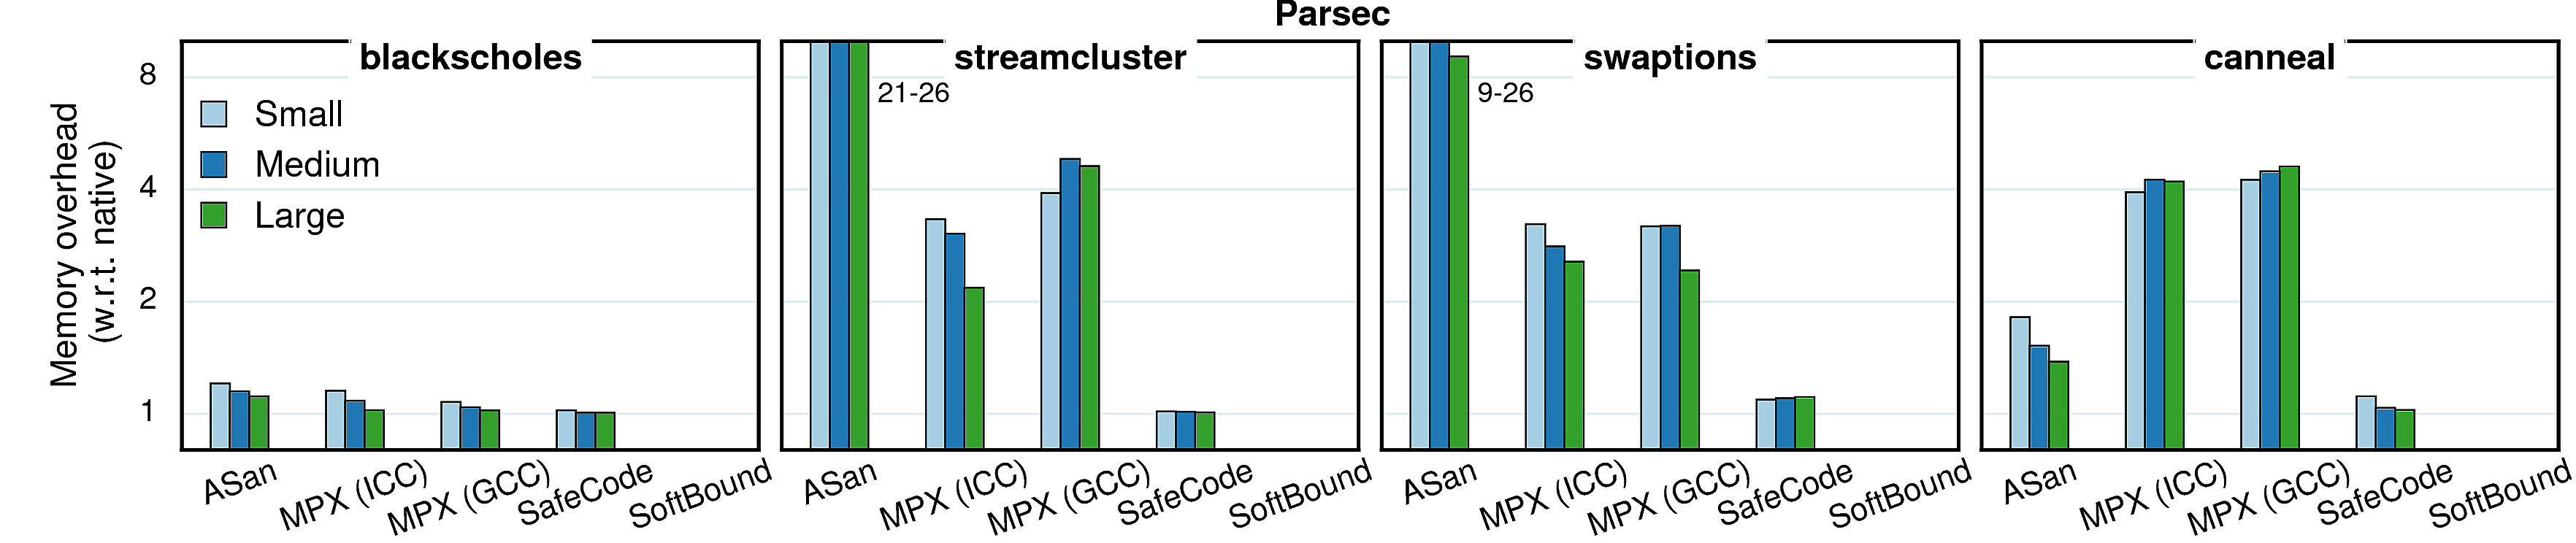 Parsec
blackscholes
streamcluster
swaptions
canneal
Memory overhead
(w.r.t. native)
8
4
2
1
Small
Medium
Large
21-26
9-26
ASan
MPX (ICC)
MPX (GCC)
SafeCode
SoftBound
ASan
MPX (ICC)
MPX (GCC)
SafeCode
SoftBound
ASan
MPX (ICC)
MPX (GCC)
SafeCode
SoftBound
ASan
MPX (ICC)
MPX (GCC)
SafeCode
SoftBound